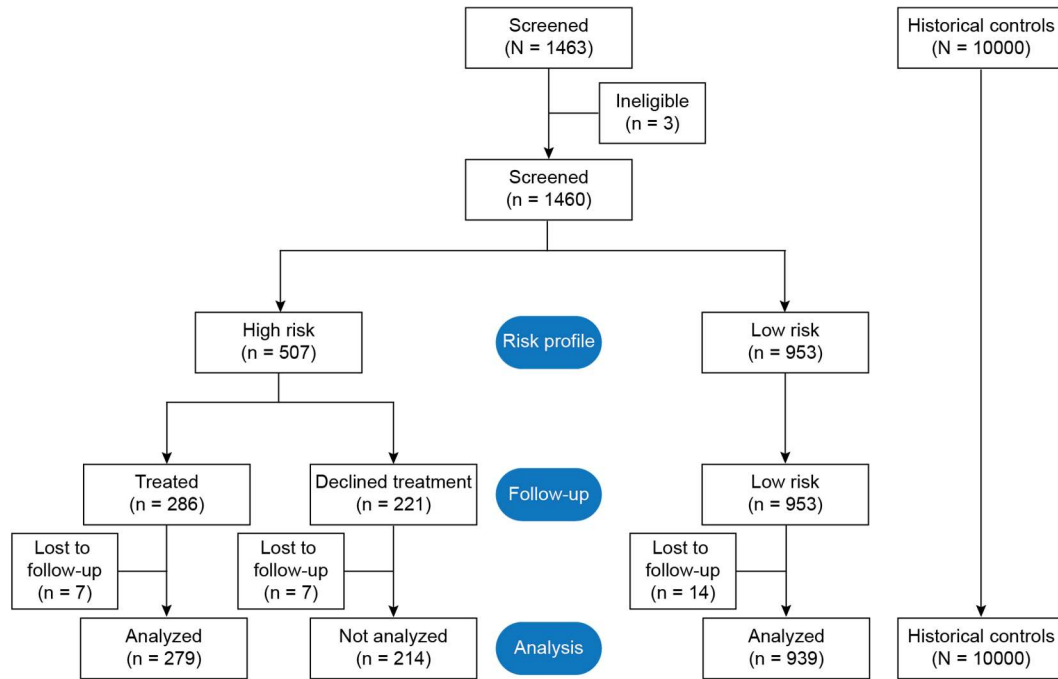 Screened
(N = 1463)
Historical controls
(N = 10000)
Ineligible
(n = 3)
Screened
(n = 1460)
High risk
(n = 507)
Risk profile
Low risk
(n = 953)
Treated
(n = 286)
Declined treatment
(n = 221)
Follow-up
Low risk
(n = 953)
Lost to
follow-up
(n = 7)
Lost to
follow-up
(n = 7)
Lost to
follow-up
(n = 14)
Analyzed
(n = 279)
Not analyzed
(n = 214)
Analysis
Analyzed
(n = 939)
Historical controls
(N = 10000)